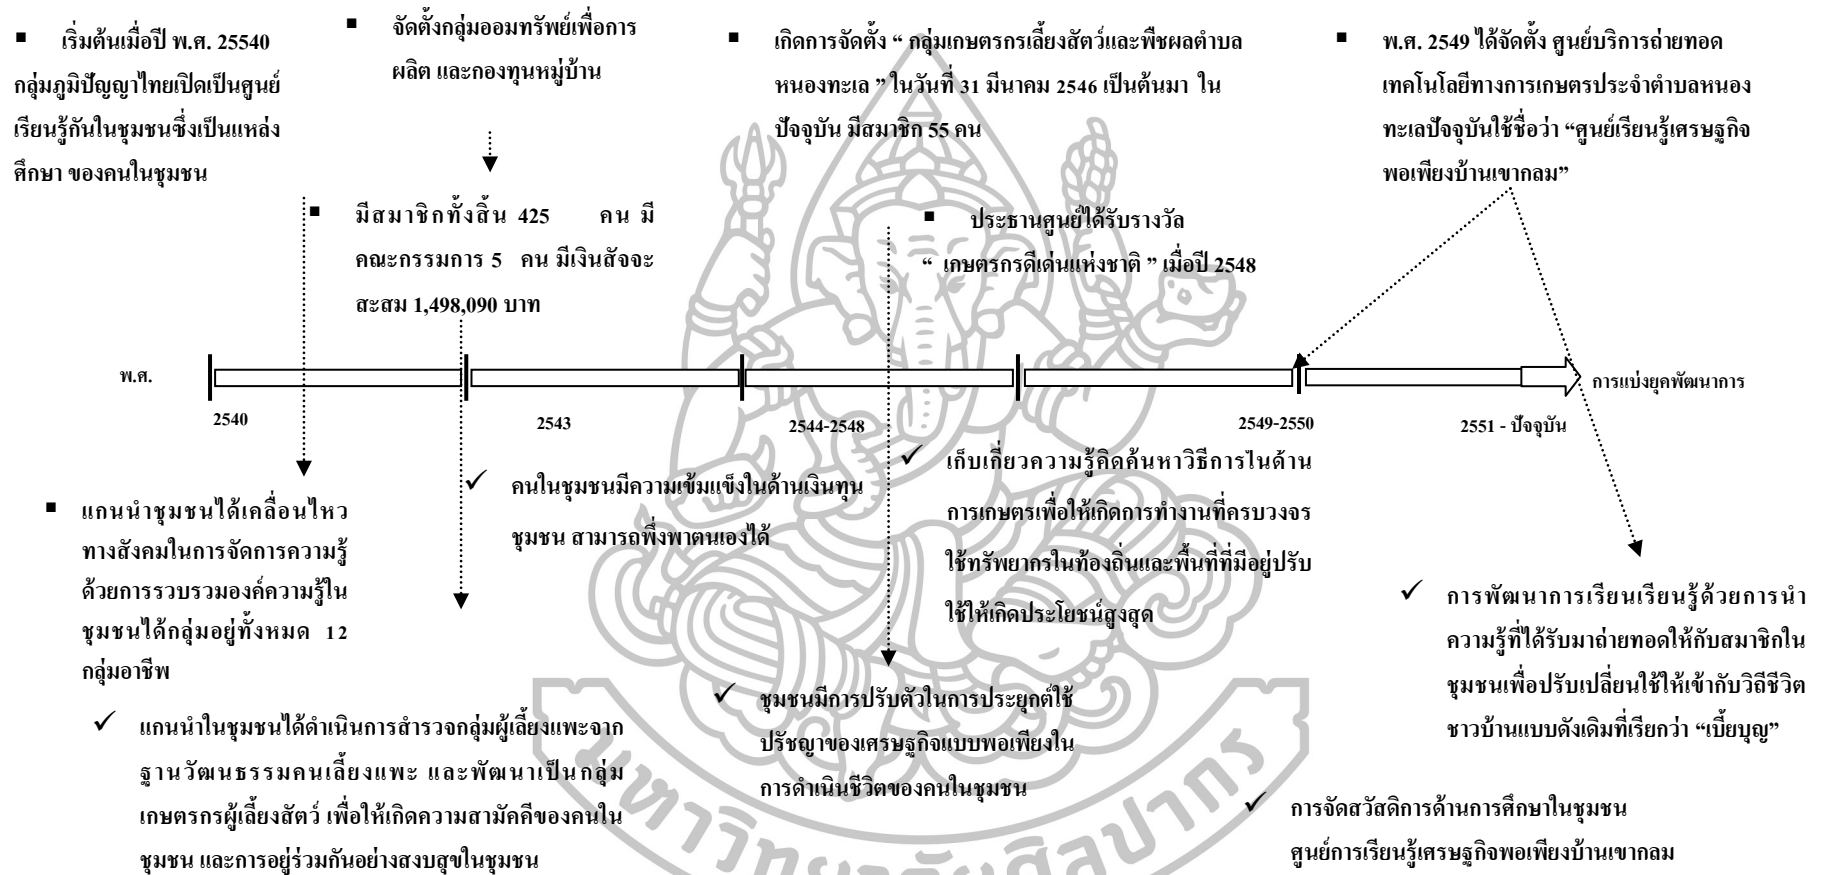 เริ่มต้นเมื่อปี พ.ศ. 25540
กลุ่มภูมิปัญญาไทยเปิดเป็นศูนย์
เรียนรู้กันในชุมชนซึ่งเป็นแหล่ง
ศึกษา ของคนในชุมชน
จัดตั้งกลุ่มออมทรัพย์เพื่อการ
ผลิต และกองทุนหมู่บ้าน
เกิดการจัดตั้ง “ กลุ่มเกษตรกรเลี้ยงสัตว์และพืชผลตำบล
หนองทะเล ” ในวันที่ 31 มีนาคม 2546 เป็นต้นมา ใน
ปัจจุบัน มีสมาชิก 55 คน
พ.ศ. 2549 ได้จัดตั้ง ศูนย์บริการถ่ายทอด
เทคโนโลยีทางการเกษตรประจำตำบลหนอง
ทะเลปัจจุบันใช้ชื่อว่า “ศูนย์เรียนรู้เศรษฐกิจ
พอเพียงบ้านเขากลม”
มีสมาชิกทั้งสิ้น 425 คน มี
คณะกรรมการ 5 คน มีเงินสัจจะ
สะสม 1,498,090 บาท
ประธานศูนย์ได้รับรางวัล
“ เกษตรกรดีเด่นแห่งชาติ ” เมื่อปี 2548
พ.ศ.
การแบ่งยุคพัฒนาการ
2540
2543
2544-2548
2549-2550
2551 - ปัจจุบัน
แกนนำชุมชนได้เคลื่อนไหว
ทางสังคมในการจัดการความรู้
ด้วยการรวบรวมองค์ความรู้ใน
ชุมชนได้กลุ่มอยู่ทั้งหมด 12
กลุ่มอาชีพ
คนในชุมชนมีความเข้มแข็งในด้านเงินทุน
ชุมชน สามารถพึ่งพาตนเองได้
เก็บเกี่ยวความรู้คิดค้นหาวิธีการในด้าน
การเกษตรเพื่อให้เกิดการทำงานที่ครบวงจร
ใช้ทรัพยากรในท้องถิ่นและพื้นที่ที่มีอยู่ปรับ
ใช้ให้เกิดประโยชน์สูงสุด
การพัฒนาการเรียนเรียนรู้ด้วยการนำ
ความรู้ที่ได้รับมาถ่ายทอดให้กับสมาชิกใน
ชุมชนเพื่อปรับเปลี่ยนใช้ให้เข้ากับวิถีชีวิต
ชาวบ้านแบบดังเดิมที่เรียกว่า “เบี้ยบุญ”
แกนนำในชุมชนได้ดำเนินการสำรวจกลุ่มผู้เลี้ยงแพะจาก
ฐานวัฒนธรรมคนเลี้ยงแพะ และพัฒนาเป็นกลุ่ม
เกษตรกรผู้เลี้ยงสัตว์ เพื่อให้เกิดความสามัคคีของคนใน
ชุมชน และการอยู่ร่วมกันอย่างสงบสุขในชุมชน
ชุมชนมีการปรับตัวในการประยุกต์ใช้
ปรัชญาของเศรษฐกิจแบบพอเพียงใน
การดำเนินชีวิตของคนในชุมชน
การจัดสวัสดิการด้านการศึกษาในชุมชน
ศูนย์การเรียนรู้เศรษฐกิจพอเพียงบ้านเขากลม
มหาวิทยาลัยศิลปากร